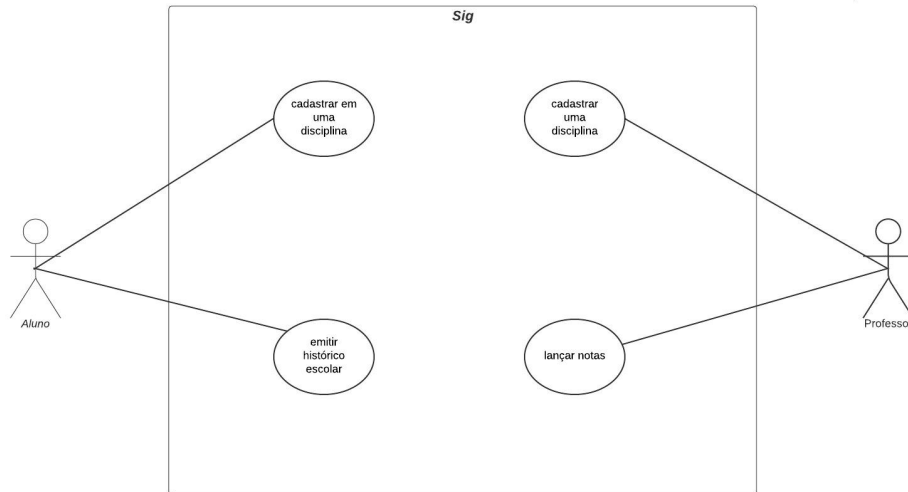 Sig
cadastrar em
uma
disciplina
cadastrar
uma
disciplina
Aluno
Professo
emitir
histórico
escolar
lançar notas